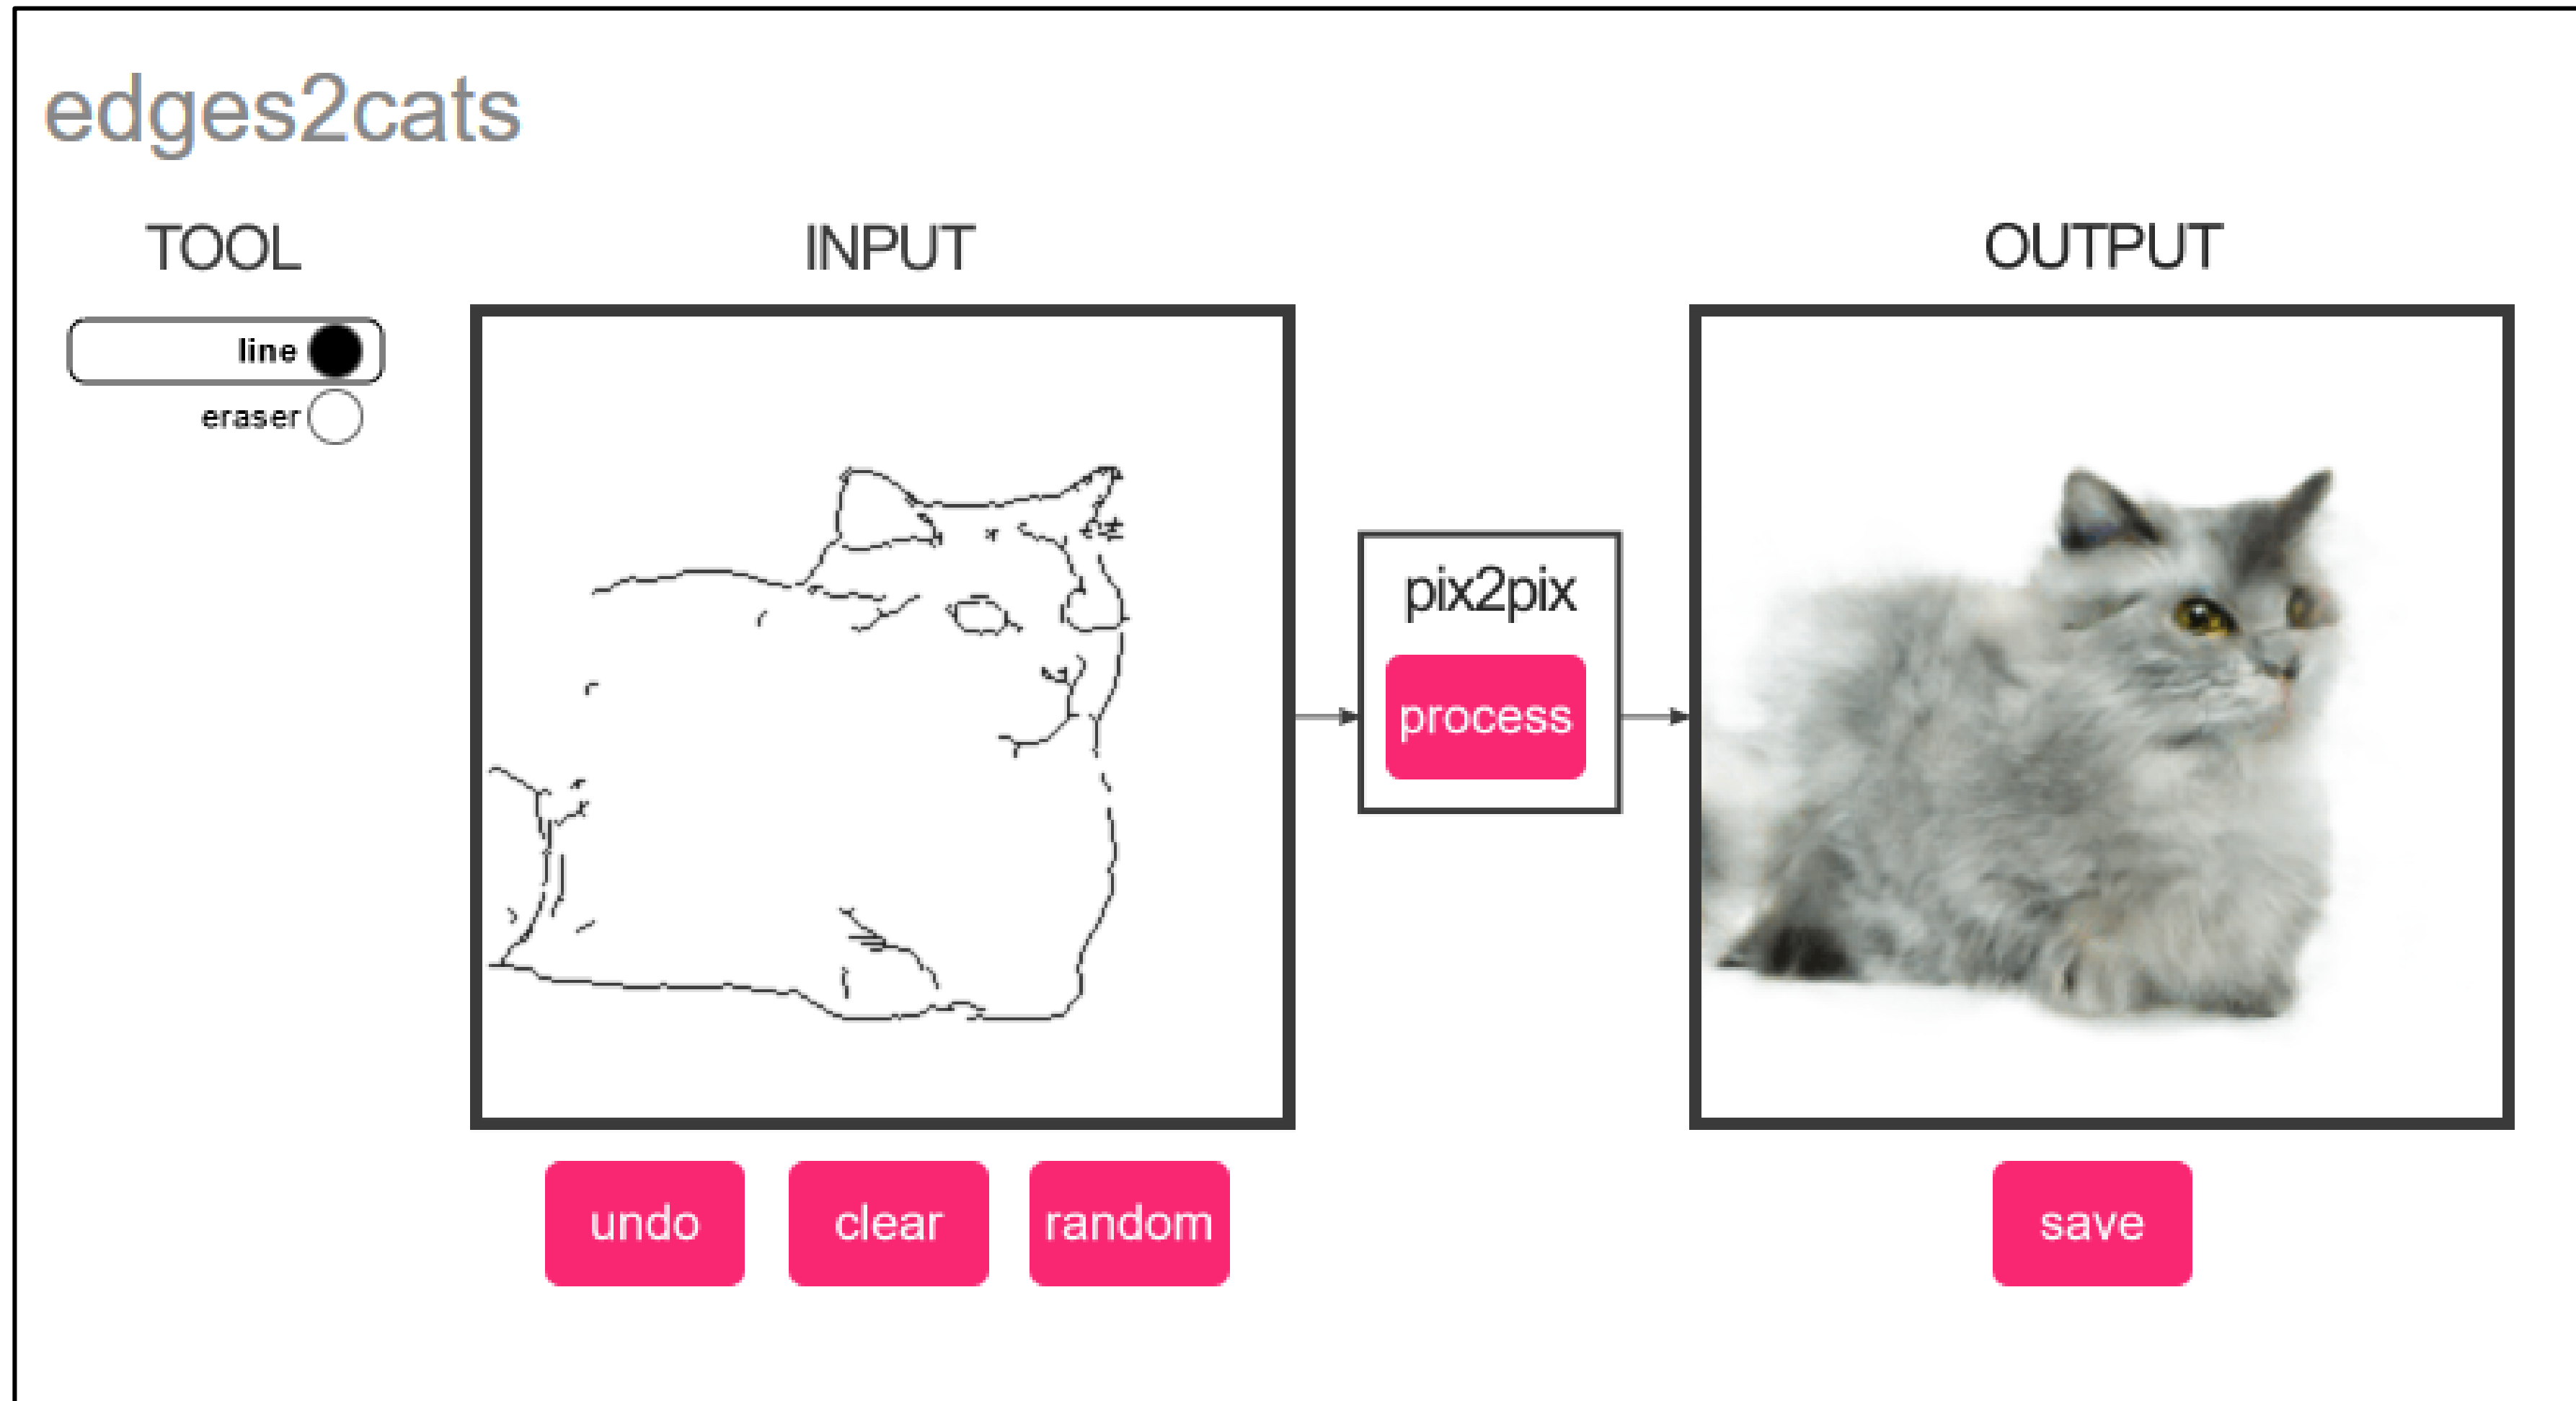 edges2cats
TOOL
INPUT
OUTPUT
line
eraser
pix2pix
process
undo
clear
random
save